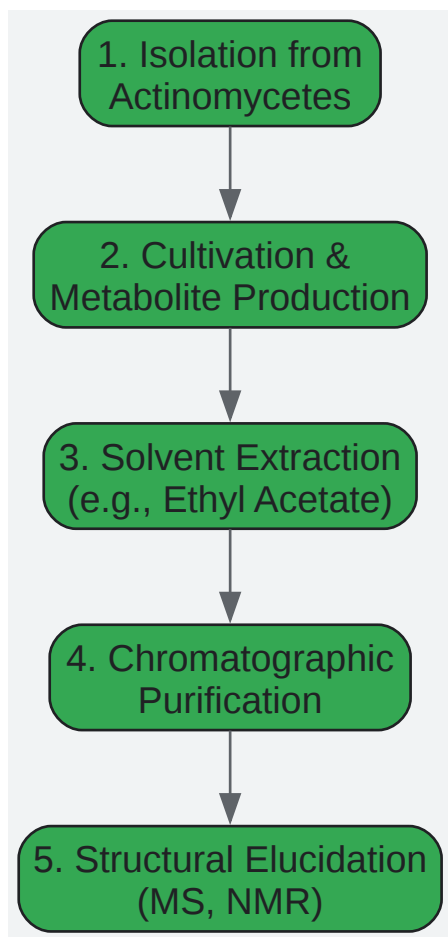 1. Isolation from
Actinomycetes
2. Cultivation &
Metabolite Production
3. Solvent Extraction
(e.g., Ethyl Acetate)
4. Chromatographic
Purification
5. Structural Elucidation
(MS, NMR)